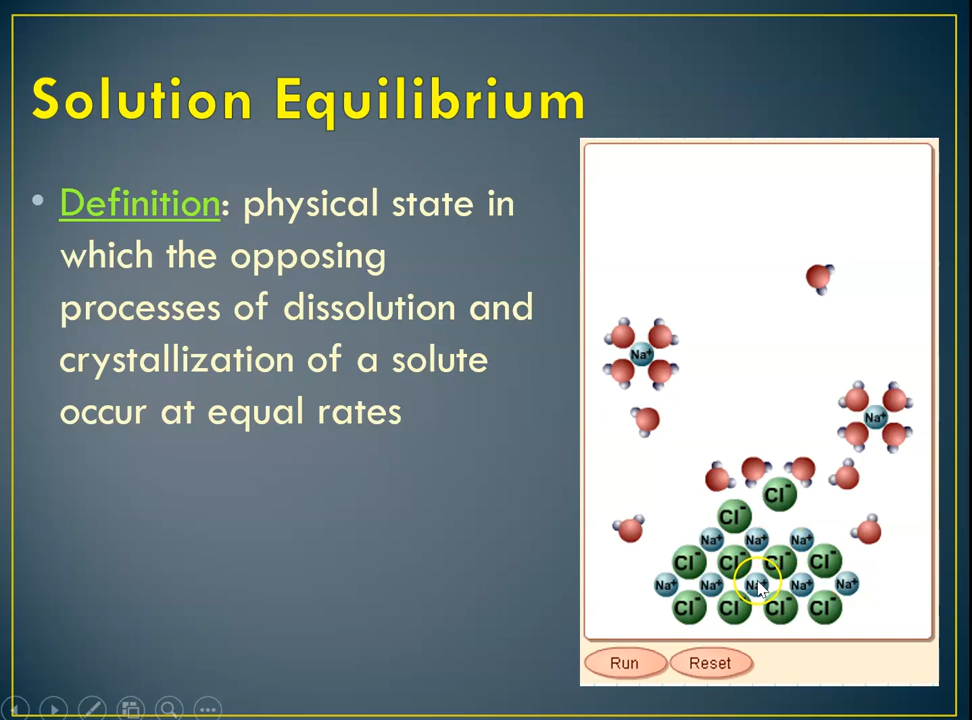 Solution Equilibrium
• Definition: physical state in
which the opposing
processes of dissolution and
crystallization of a solute
occur at equal rates
Na⁺
Na⁺
Cl⁻
Cl⁻
Na⁺ Na⁺ Na⁺
Cl⁻ Cl⁻ Cl⁻ Cl⁻
Na⁺ Na⁺ Na⁺ Na⁺ Na⁺
Cl⁻ Cl⁻ Cl⁻ Cl⁻
Run Reset